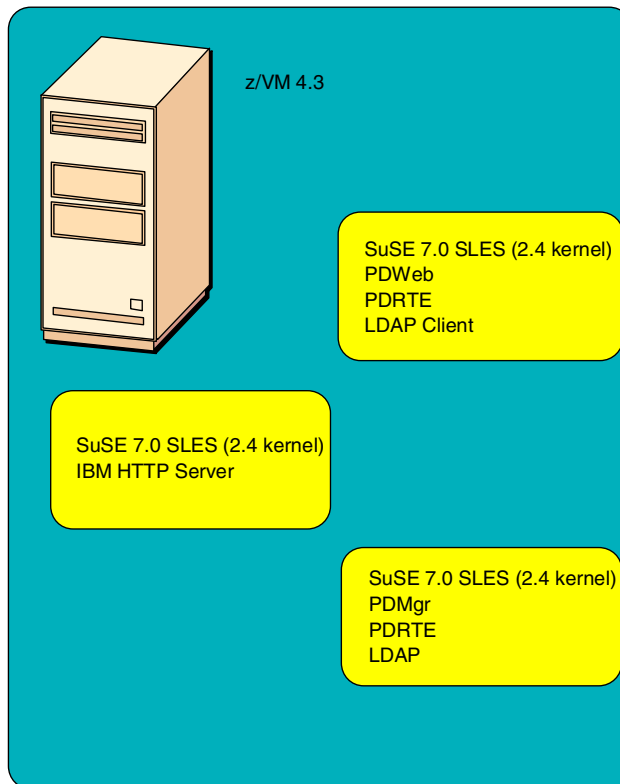 z/VM 4.3
SuSE 7.0 SLES (2.4 kernel)
PDWeb
PDRTE
LDAP Client
SuSE 7.0 SLES (2.4 kernel)
IBM HTTP Server
SuSE 7.0 SLES (2.4 kernel)
PDMgr
PDRTE
LDAP